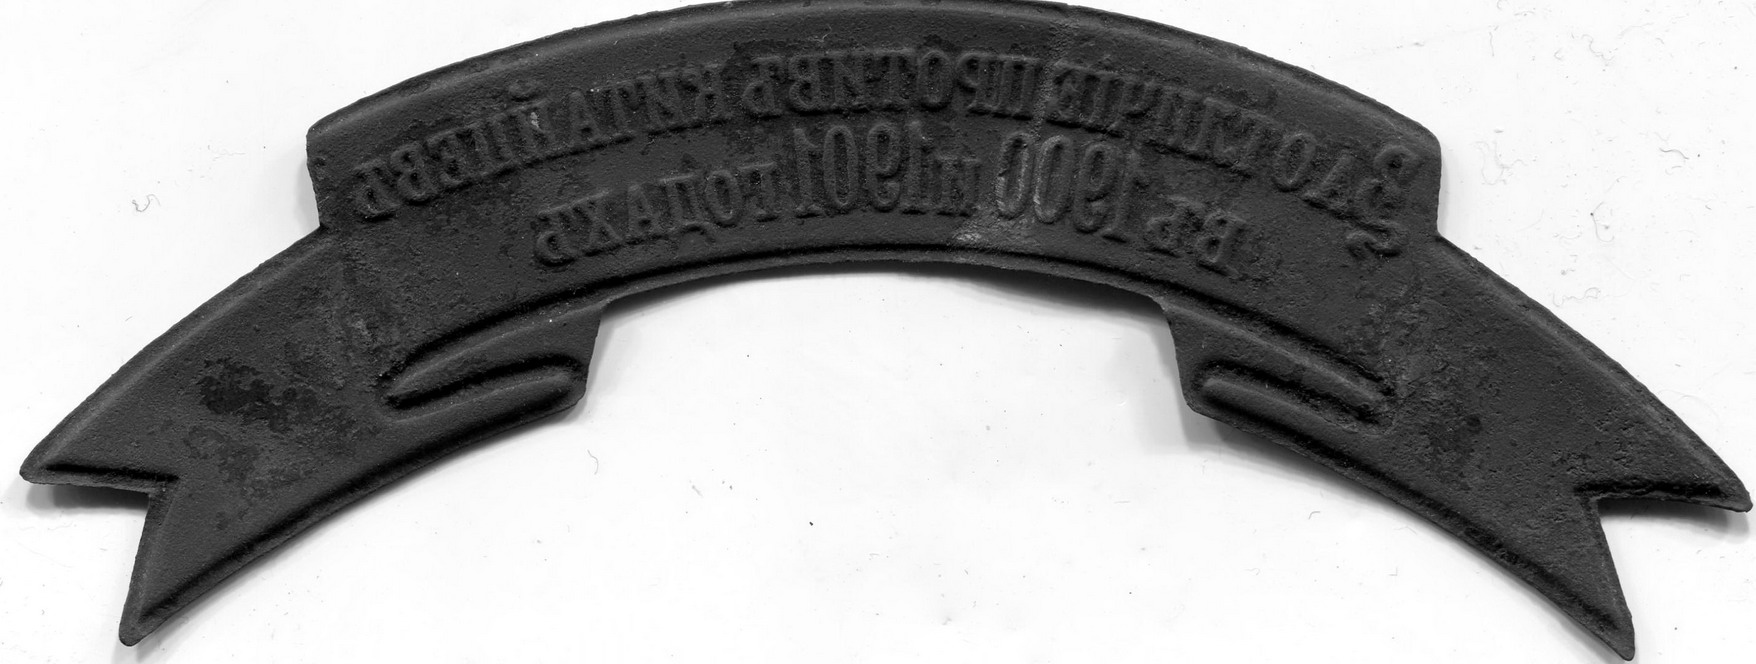 За отличіе противъ китайцевъ
въ 1900 и 1901 годахъ